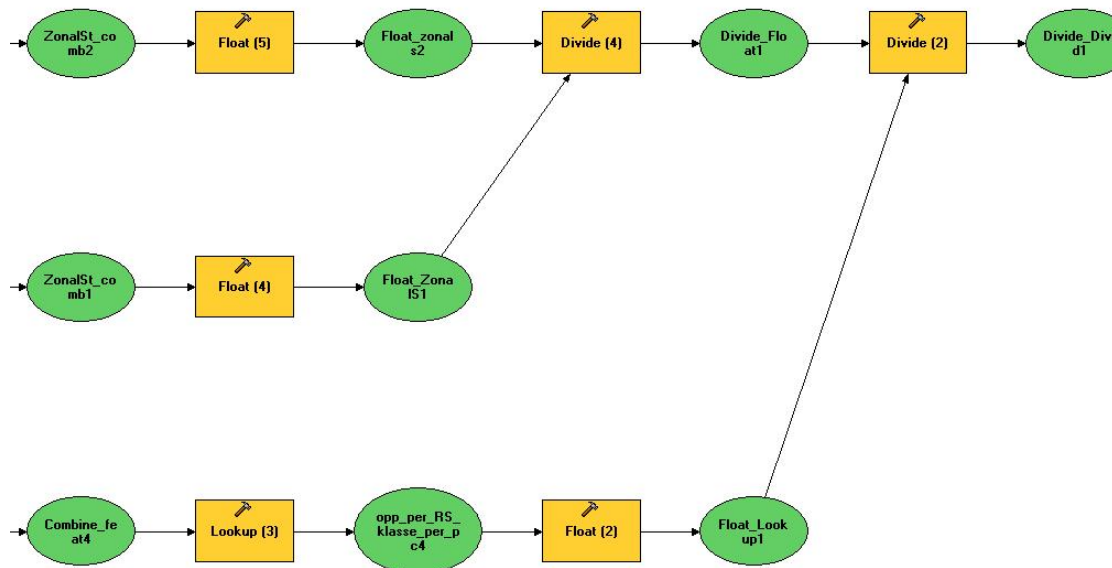 ZonalSt_co
mb2
Float (5)
Float_zonal
s2
Divide (4)
Divide_Flo
at1
Divide (2)
Divide_Divi
d1
ZonalSt_co
mb1
Float (4)
Float_Zona
lS1
Combine_fe
at4
Lookup (3)
opp_per_RS_
klasse_per_p
c4
Float (2)
Float_Look
up1